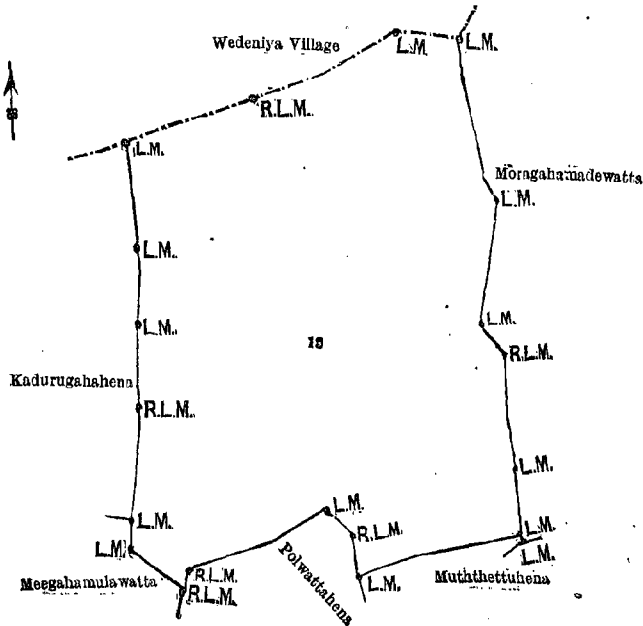 Wedeniya Village
L.M.
L.M.
R.L.M.
L.M.
Moragahamadewatta
L.M.
L.M.
L.M.
L.M.
13
R.L.M.
Kadurugahahena
R.L.M.
L.M.
L.M.
L.M.
L.M.
R.L.M.
L.M.
L.M.
Meegahamulawatta
R.L.M.
R.L.M.
Polwattahena
L.M.
Muththettuhena